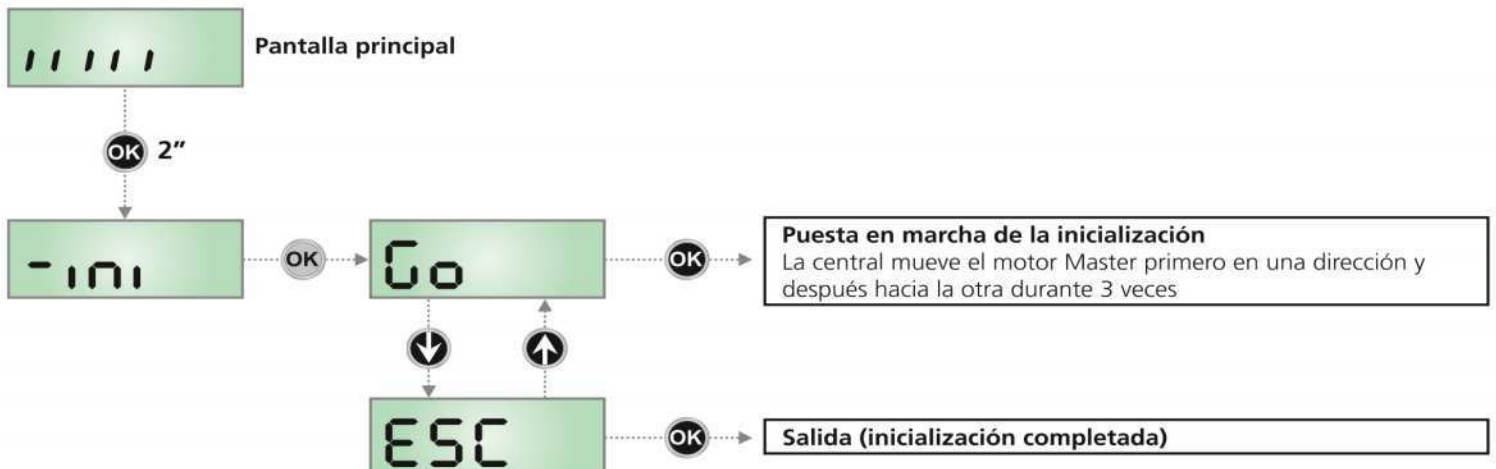 Pantalla principal
OK 2"
-ini OK Go OK Puesta en marcha de la inicialización
La central mueve el motor Master primero en una dirección y
después hacia la otra durante 3 veces
ESC OK Salida (inicialización completada)